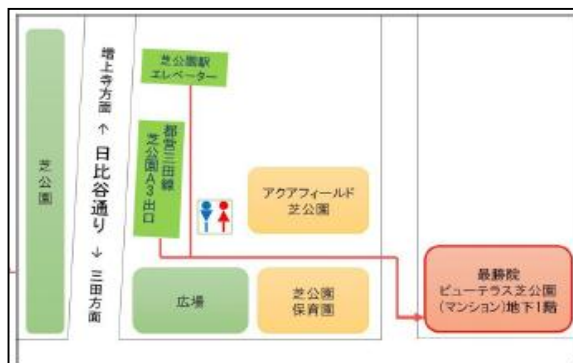 芝公園
増上寺方面
↑
日比谷通り
↓
三田方面
芝公園駅
エレベーター
都営三田線
芝公園A3出口
アクアフィールド
芝公園
広場
芝公園
保育園
最勝院
ビューテラス芝公園
(マンション)地下1階